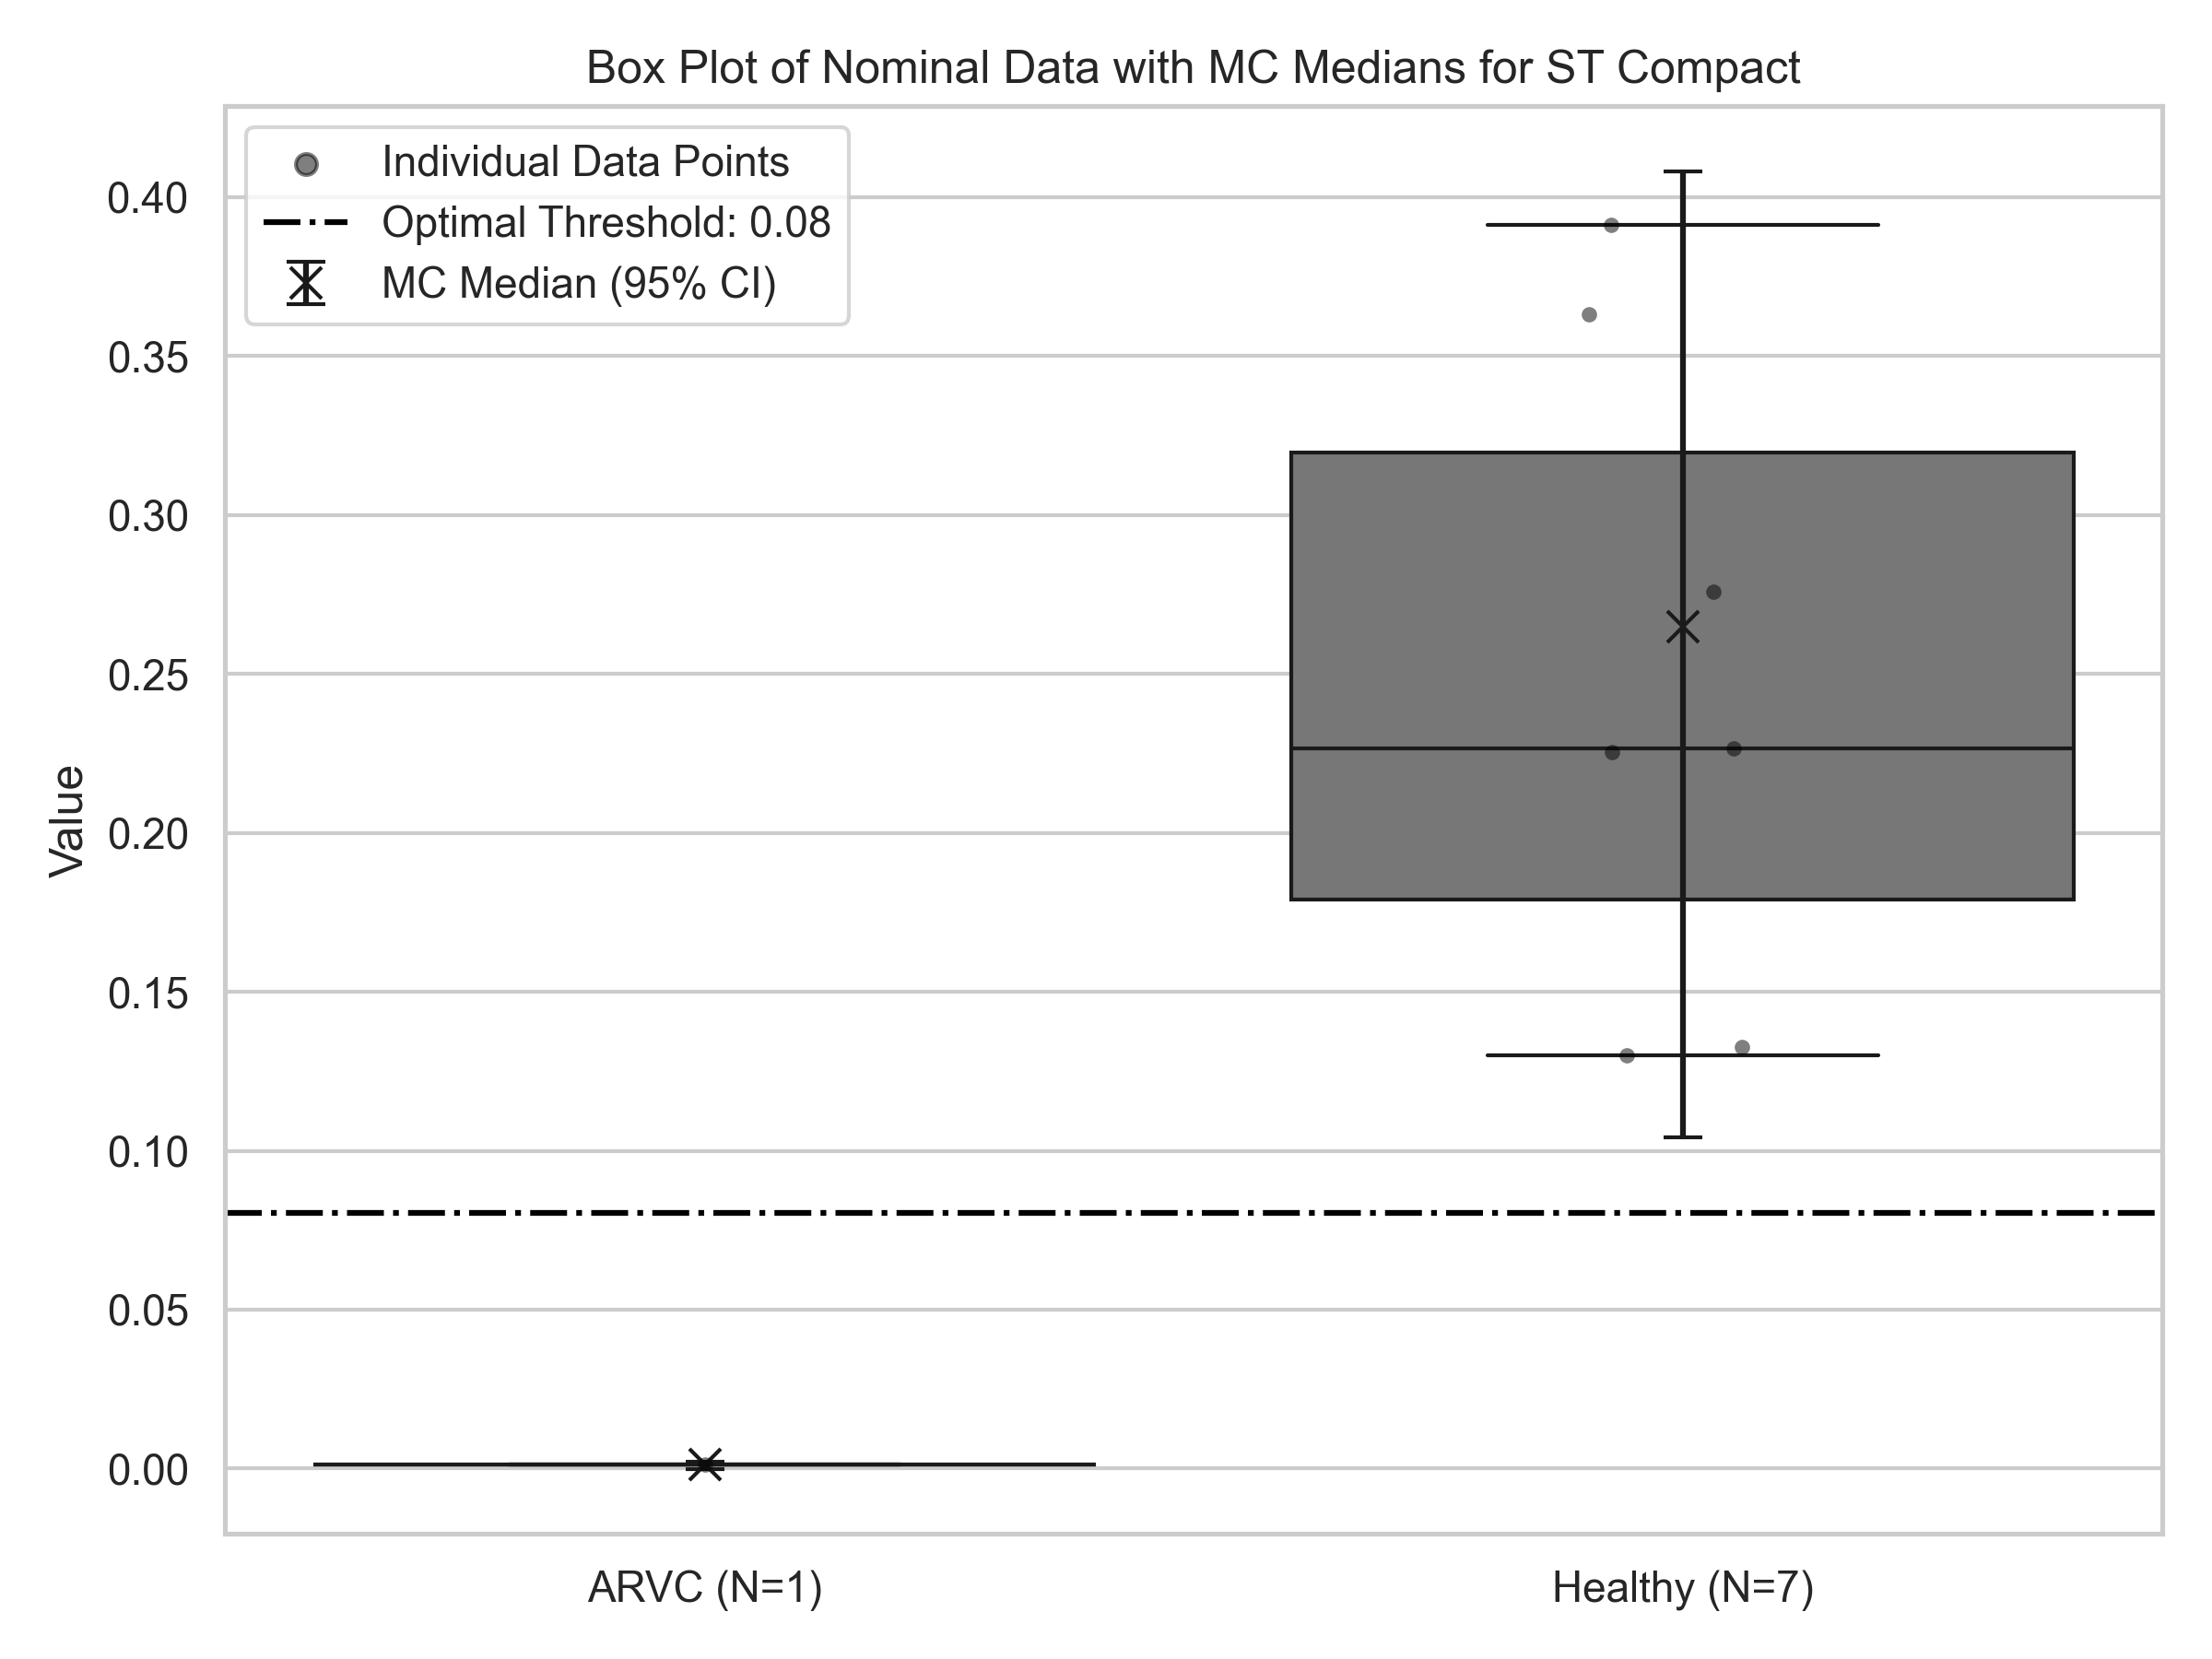 Box Plot of Nominal Data with MC Medians for ST Compact
Individual Data Points
Optimal Threshold: 0.08
MC Median (95% CI)
Value
0.40
0.35
0.30
0.25
0.20
0.15
0.10
0.05
0.00
ARVC (N=1)
Healthy (N=7)